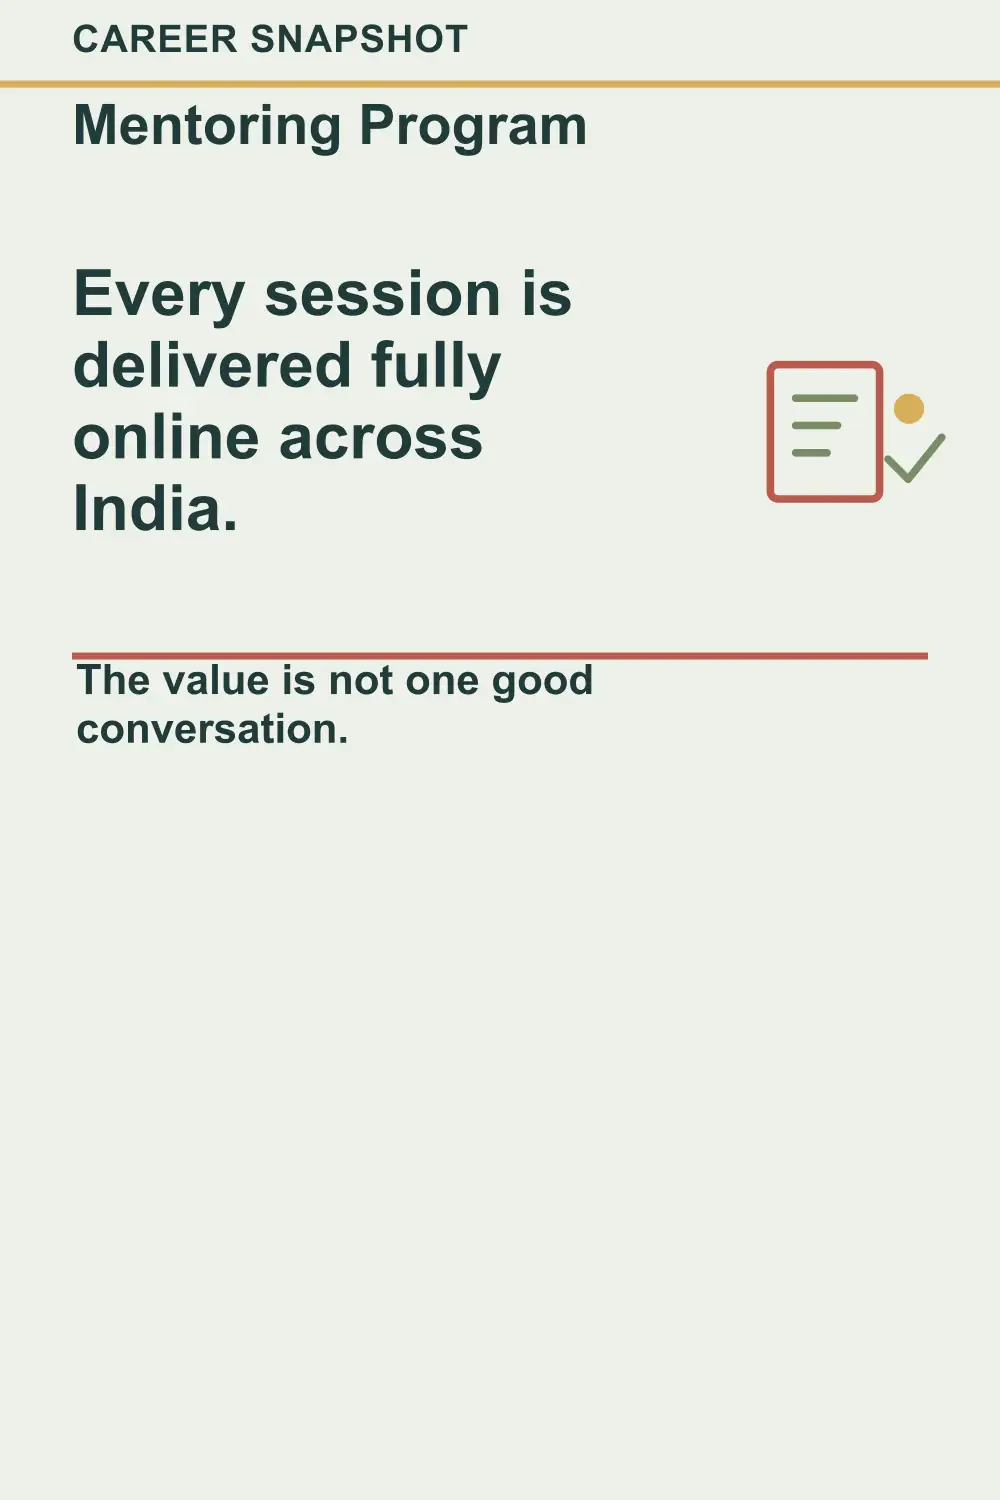 CAREER SNAPSHOT
Mentoring Program
Every session is
delivered fully
online across
India.
The value is not one good
conversation.